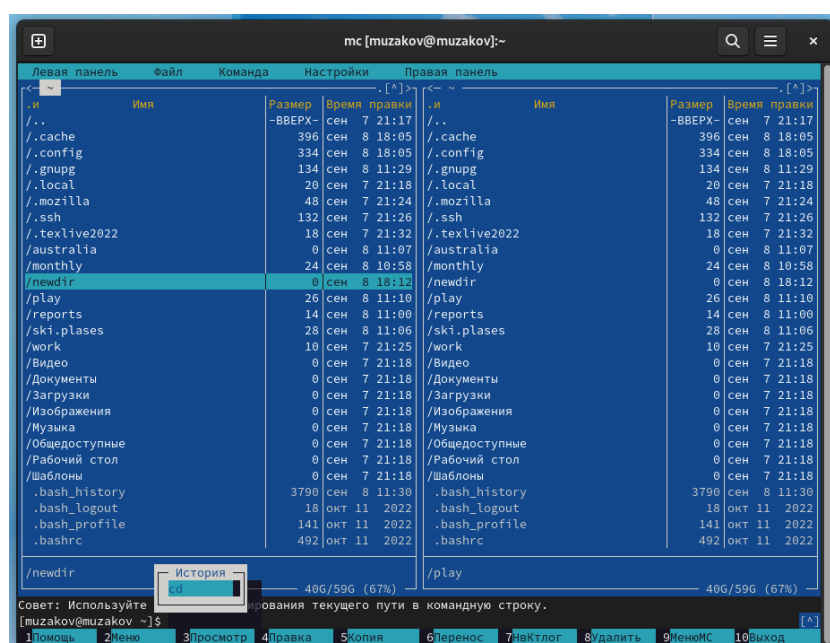 mc [muzakov@muzakov]:~
Левая панель Файл Команда Настройки Правая панель
<- ~ .[^]> <- ~ .[^]>
.и Имя Размер Время правки .и Имя Размер Время правки
/.. -ВВЕРХ- сен 7 21:17 /.. -ВВЕРХ- сен 7 21:17
/.cache 396 сен 8 18:05 /.cache 396 сен 8 18:05
/.config 334 сен 8 18:05 /.config 334 сен 8 18:05
/.gnupg 134 сен 8 11:29 /.gnupg 134 сен 8 11:29
/.local 20 сен 7 21:18 /.local 20 сен 7 21:18
/.mozilla 48 сен 7 21:24 /.mozilla 48 сен 7 21:24
/.ssh 132 сен 7 21:26 /.ssh 132 сен 7 21:26
/.texlive2022 18 сен 7 21:32 /.texlive2022 18 сен 7 21:32
/australia 0 сен 8 11:07 /australia 0 сен 8 11:07
/monthly 24 сен 8 10:58 /monthly 24 сен 8 10:58
/newdir 0 сен 8 18:12 /newdir 0 сен 8 18:12
/play 26 сен 8 11:10 /play 26 сен 8 11:10
/reports 14 сен 8 11:00 /reports 14 сен 8 11:00
/ski.plases 28 сен 8 11:06 /ski.plases 28 сен 8 11:06
/work 10 сен 7 21:25 /work 10 сен 7 21:25
/Видео 0 сен 7 21:18 /Видео 0 сен 7 21:18
/Документы 0 сен 7 21:18 /Документы 0 сен 7 21:18
/Загрузки 0 сен 7 21:18 /Загрузки 0 сен 7 21:18
/Изображения 0 сен 7 21:18 /Изображения 0 сен 7 21:18
/Музыка 0 сен 7 21:18 /Музыка 0 сен 7 21:18
/Общедоступные 0 сен 7 21:18 /Общедоступные 0 сен 7 21:18
/Рабочий стол 0 сен 7 21:18 /Рабочий стол 0 сен 7 21:18
/Шаблоны 0 сен 7 21:18 /Шаблоны 0 сен 7 21:18
.bash_history 3790 сен 8 11:30 .bash_history 3790 сен 8 11:30
.bash_logout 18 окт 11 2022 .bash_logout 18 окт 11 2022
.bash_profile 141 окт 11 2022 .bash_profile 141 окт 11 2022
.bashrc 492 окт 11 2022 .bashrc 492 окт 11 2022
/newdir История /play
cd 40G/59G (67%) 40G/59G (67%)
Совет: Используйте рования текущего пути в командную строку.
[muzakov@muzakov ~]$ [^]
1Помощь 2Меню 3Просмотр 4Правка 5Копия 6Перенос 7НвКтлог 8Удалить 9МенюМС 10Выход